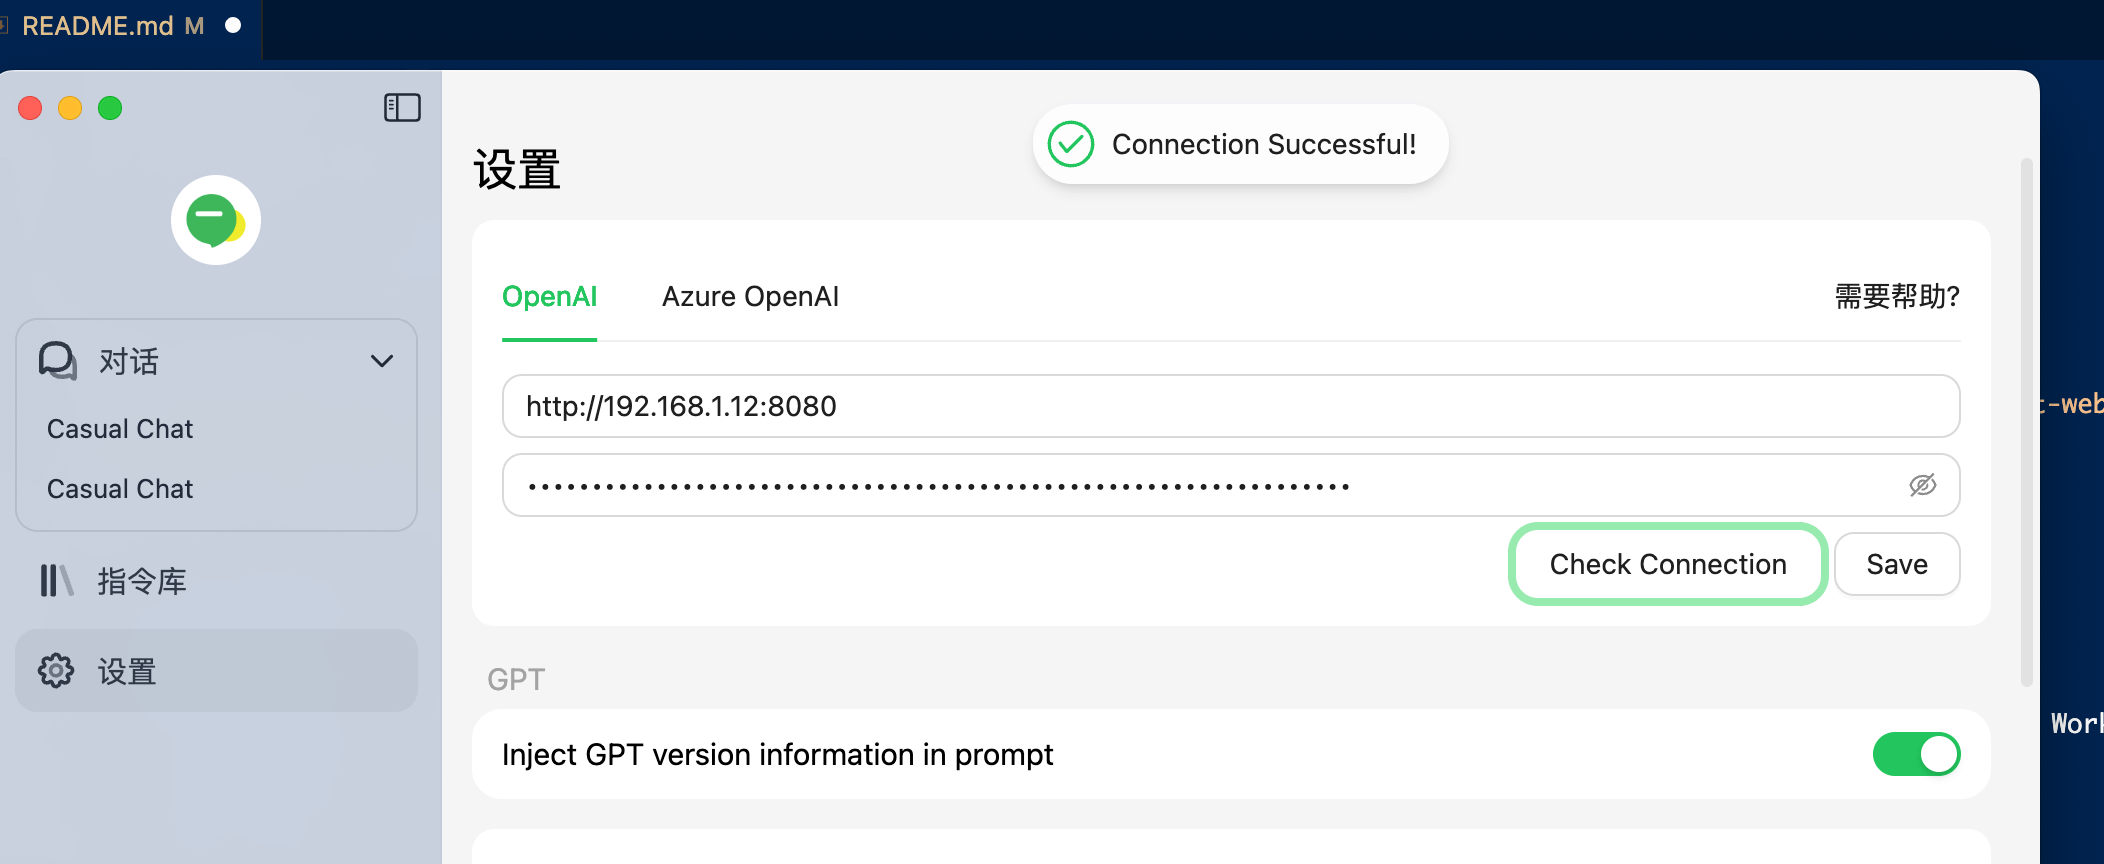 README.md M
设置
Connection Successful!
OpenAI
Azure OpenAI
需要帮助?
对话
http://192.168.1.12:8080
Casual Chat
Casual Chat
Check Connection
Save
指令库
设置
GPT
Inject GPT version information in prompt
t-web
Work